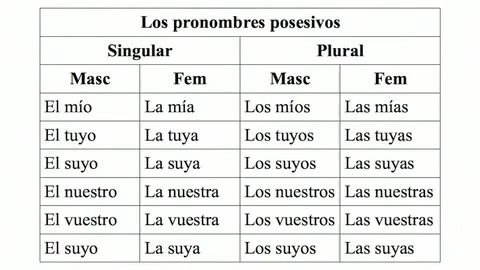 Los pronombres posesivos
Singular Plural
Masc Fem Masc Fem
El mío La mía Los míos Las mías
El tuyo La tuya Los tuyos Las tuyas
El suyo La suya Los suyos Las suyas
El nuestro La nuestra Los nuestros Las nuestras
El vuestro La vuestra Los vuestros Las vuestras
El suyo La suya Los suyos Las suyas